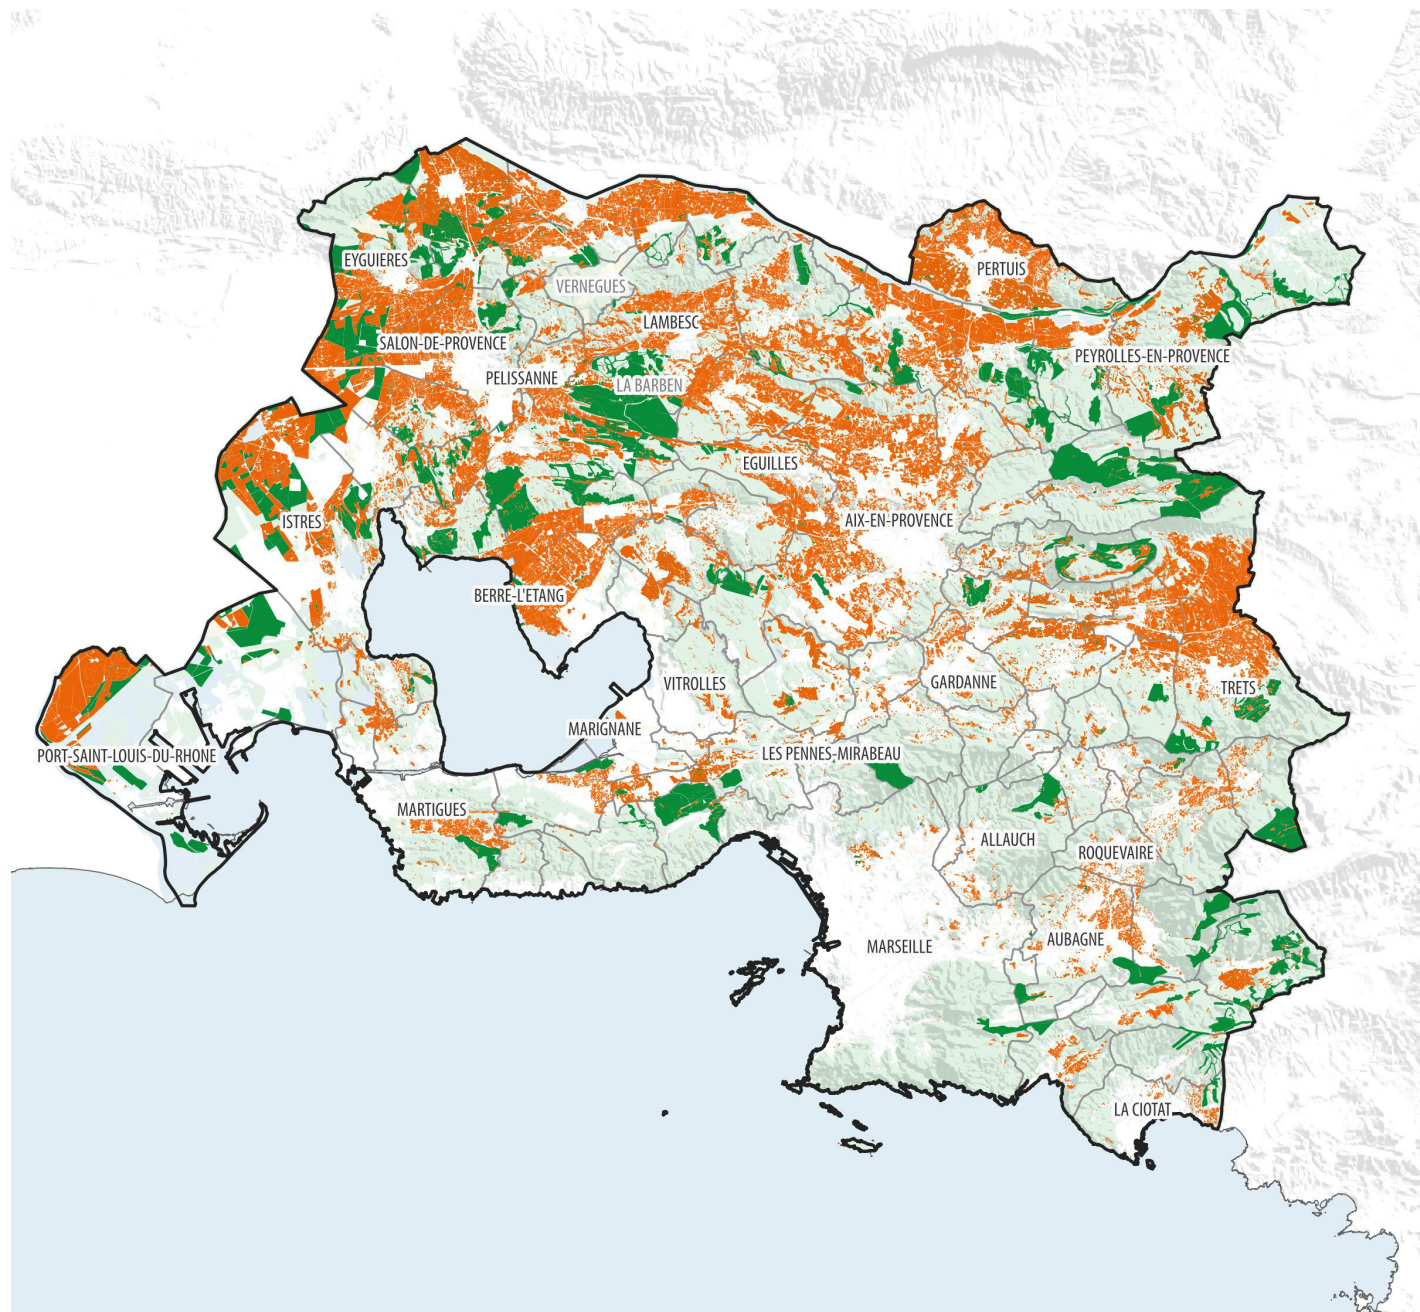 EYGUIERES
PERTUIS
VERNEGUES
LAMBESC
SALON-DE-PROVENCE
PEYROLLES-EN-PROVENCE
PELISSANNE
LA BARBEN
EGUILLES
ISTRES
AIX-EN-PROVENCE
BERRE-L'ETANG
VITROLLES
GARDANNE
TRETS
MARIGNANE
PORT-SAINT-LOUIS-DU-RHONE
LES PENNES-MIRABEAU
MARTIGUES
ALLAUCH
ROQUEVAIRE
MARSEILLE
AUBAGNE
LA CIOTAT